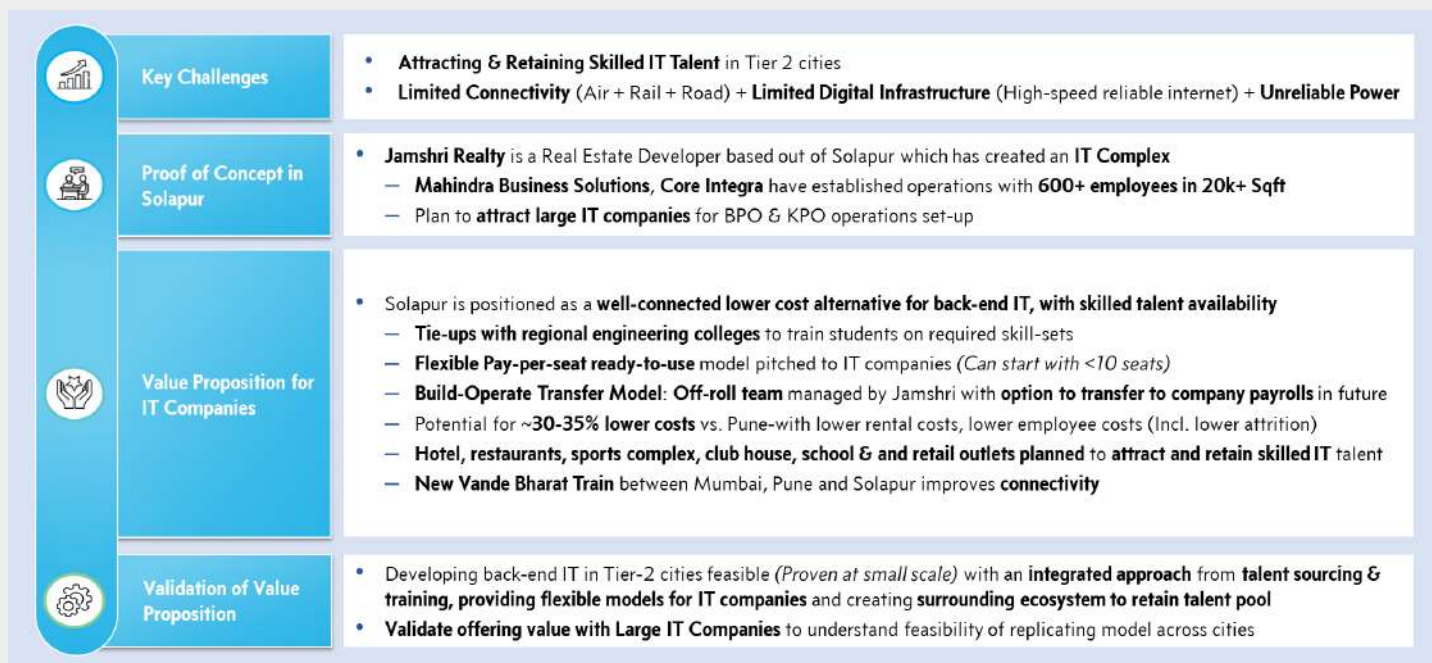 Key Challenges
• Attracting & Retaining Skilled IT Talent in Tier 2 cities
• Limited Connectivity (Air + Rail + Road) + Limited Digital Infrastructure (High-speed reliable internet) + Unreliable Power
Proof of Concept in
Solapur
• Jamshri Realty is a Real Estate Developer based out of Solapur which has created an IT Complex
– Mahindra Business Solutions, Core Integra have established operations with 600+ employees in 20k+ Sqft
– Plan to attract large IT companies for BPO & KPO operations set-up
Value Proposition for
IT Companies
• Solapur is positioned as a well-connected lower cost alternative for back-end IT, with skilled talent availability
– Tie-ups with regional engineering colleges to train students on required skill-sets
– Flexible Pay-per-seat ready-to-use model pitched to IT companies (Can start with <10 seats)
– Build-Operate Transfer Model: Off-roll team managed by Jamshri with option to transfer to company payrolls in future
– Potential for ~30-35% lower costs vs. Pune-with lower rental costs, lower employee costs (Incl. lower attrition)
– Hotel, restaurants, sports complex, club house, school & and retail outlets planned to attract and retain skilled IT talent
– New Vande Bharat Train between Mumbai, Pune and Solapur improves connectivity
Validation of Value
Proposition
• Developing back-end IT in Tier-2 cities feasible (Proven at small scale) with an integrated approach from talent sourcing &
training, providing flexible models for IT companies and creating surrounding ecosystem to retain talent pool
• Validate offering value with Large IT Companies to understand feasibility of replicating model across cities